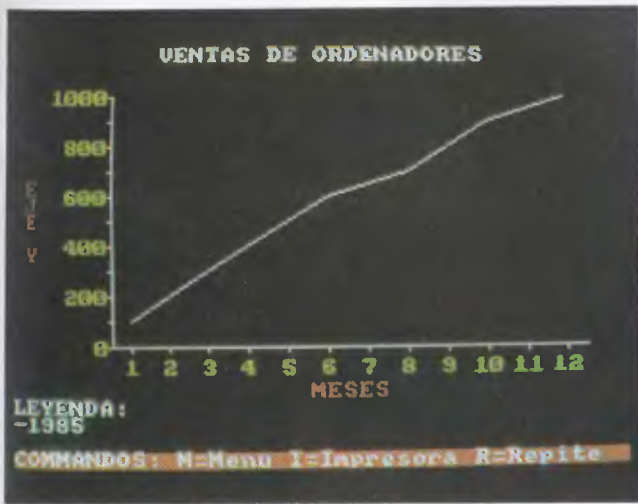 VENTAS DE ORDENADORES
1000
800
600
400
200
0
EJE Y
1 2 3 4 5 6 7 8 9 10 11 12
MESES
LEYENDA:
-1985
COMMANDOS: M=Menu I=Impresora R=Repite